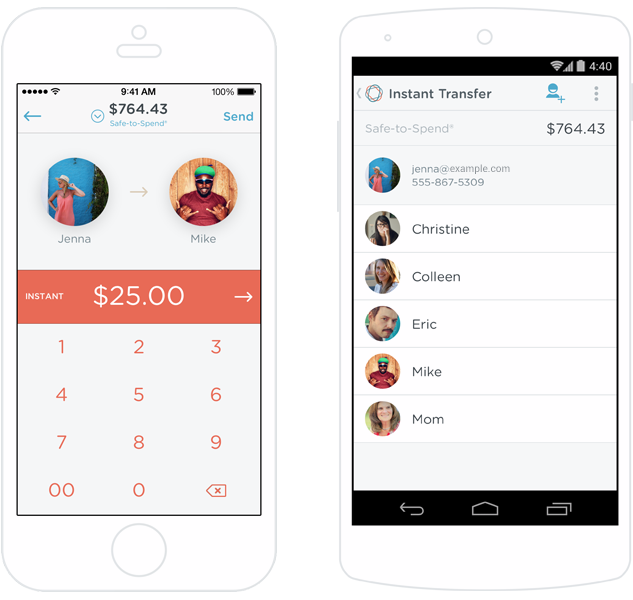 9:41 AM 100%
$764.43 Send
Safe-to-Spend®
Jenna Mike
INSTANT $25.00
1 2 3
4 5 6
7 8 9
00 0
4:40
Instant Transfer
Safe-to-Spend® $764.43
jenna@example.com
555-867-5309
Christine
Colleen
Eric
Mike
Mom